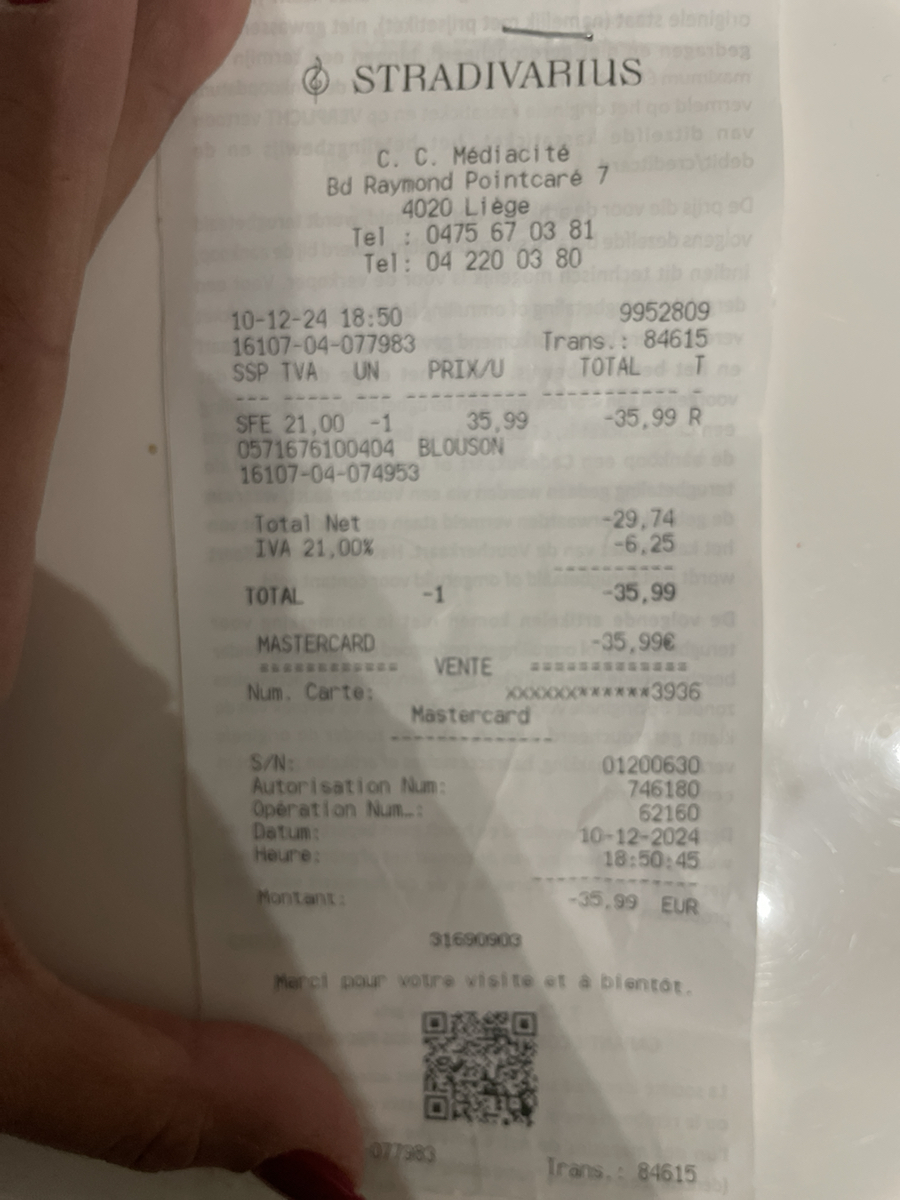 STRADIVARIUS
C. C. Médiacité
Bd Raymond Pointcaré 7
4020 Liège
Tel : 0475 67 03 81
Tel: 04 220 03 80
10-12-24 18:50 9952809
16107-04-077983 Trans.: 84615
SSP TVA UN PRIX/U TOTAL T
--- ----- --- ---------- ----------- -
SFE 21,00 -1 35,99 -35,99 R
0571676100404 BLOUSON
16107-04-074953
Total Net -29,74
IVA 21,00% -6,25
-----------
TOTAL -1 -35,99
MASTERCARD -35,99€
============ VENTE =============
Num. Carte: xxxxxx******3936
Mastercard
-------------
S/N: 01200630
Autorisation Num: 746180
Opération Num.: 62160
Datum: 10-12-2024
Heure: 18:50:45
--------------
Montant: -35,99 EUR
31690903
Merci pour votre visite et à bientôt.
077983 Trans.: 84615